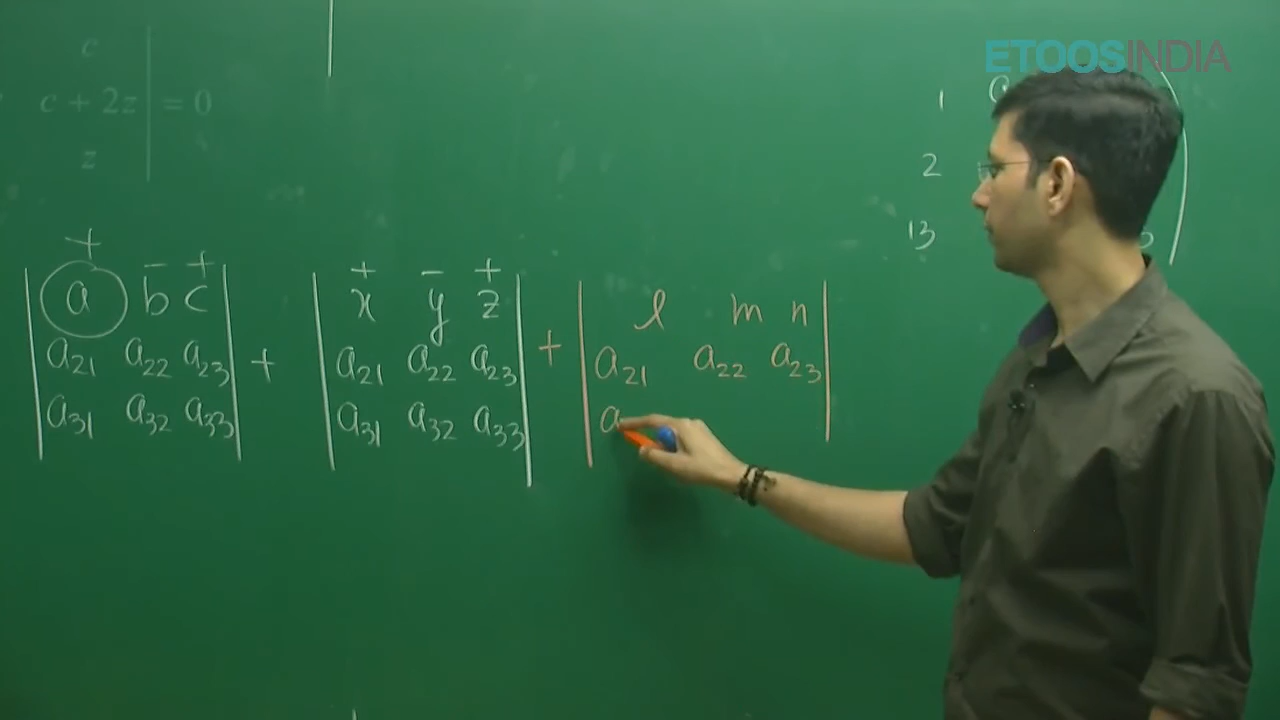 ETOOSINDIA
c
c + 2z | = 0
z
1
2
13
+ − +
| a b c |
| a21 a22 a23 | +
| a31 a32 a33 |
+ − +
| x y z |
| a21 a22 a23 | +
| a31 a32 a33 |
| l m n |
| a21 a22 a23 |
| a